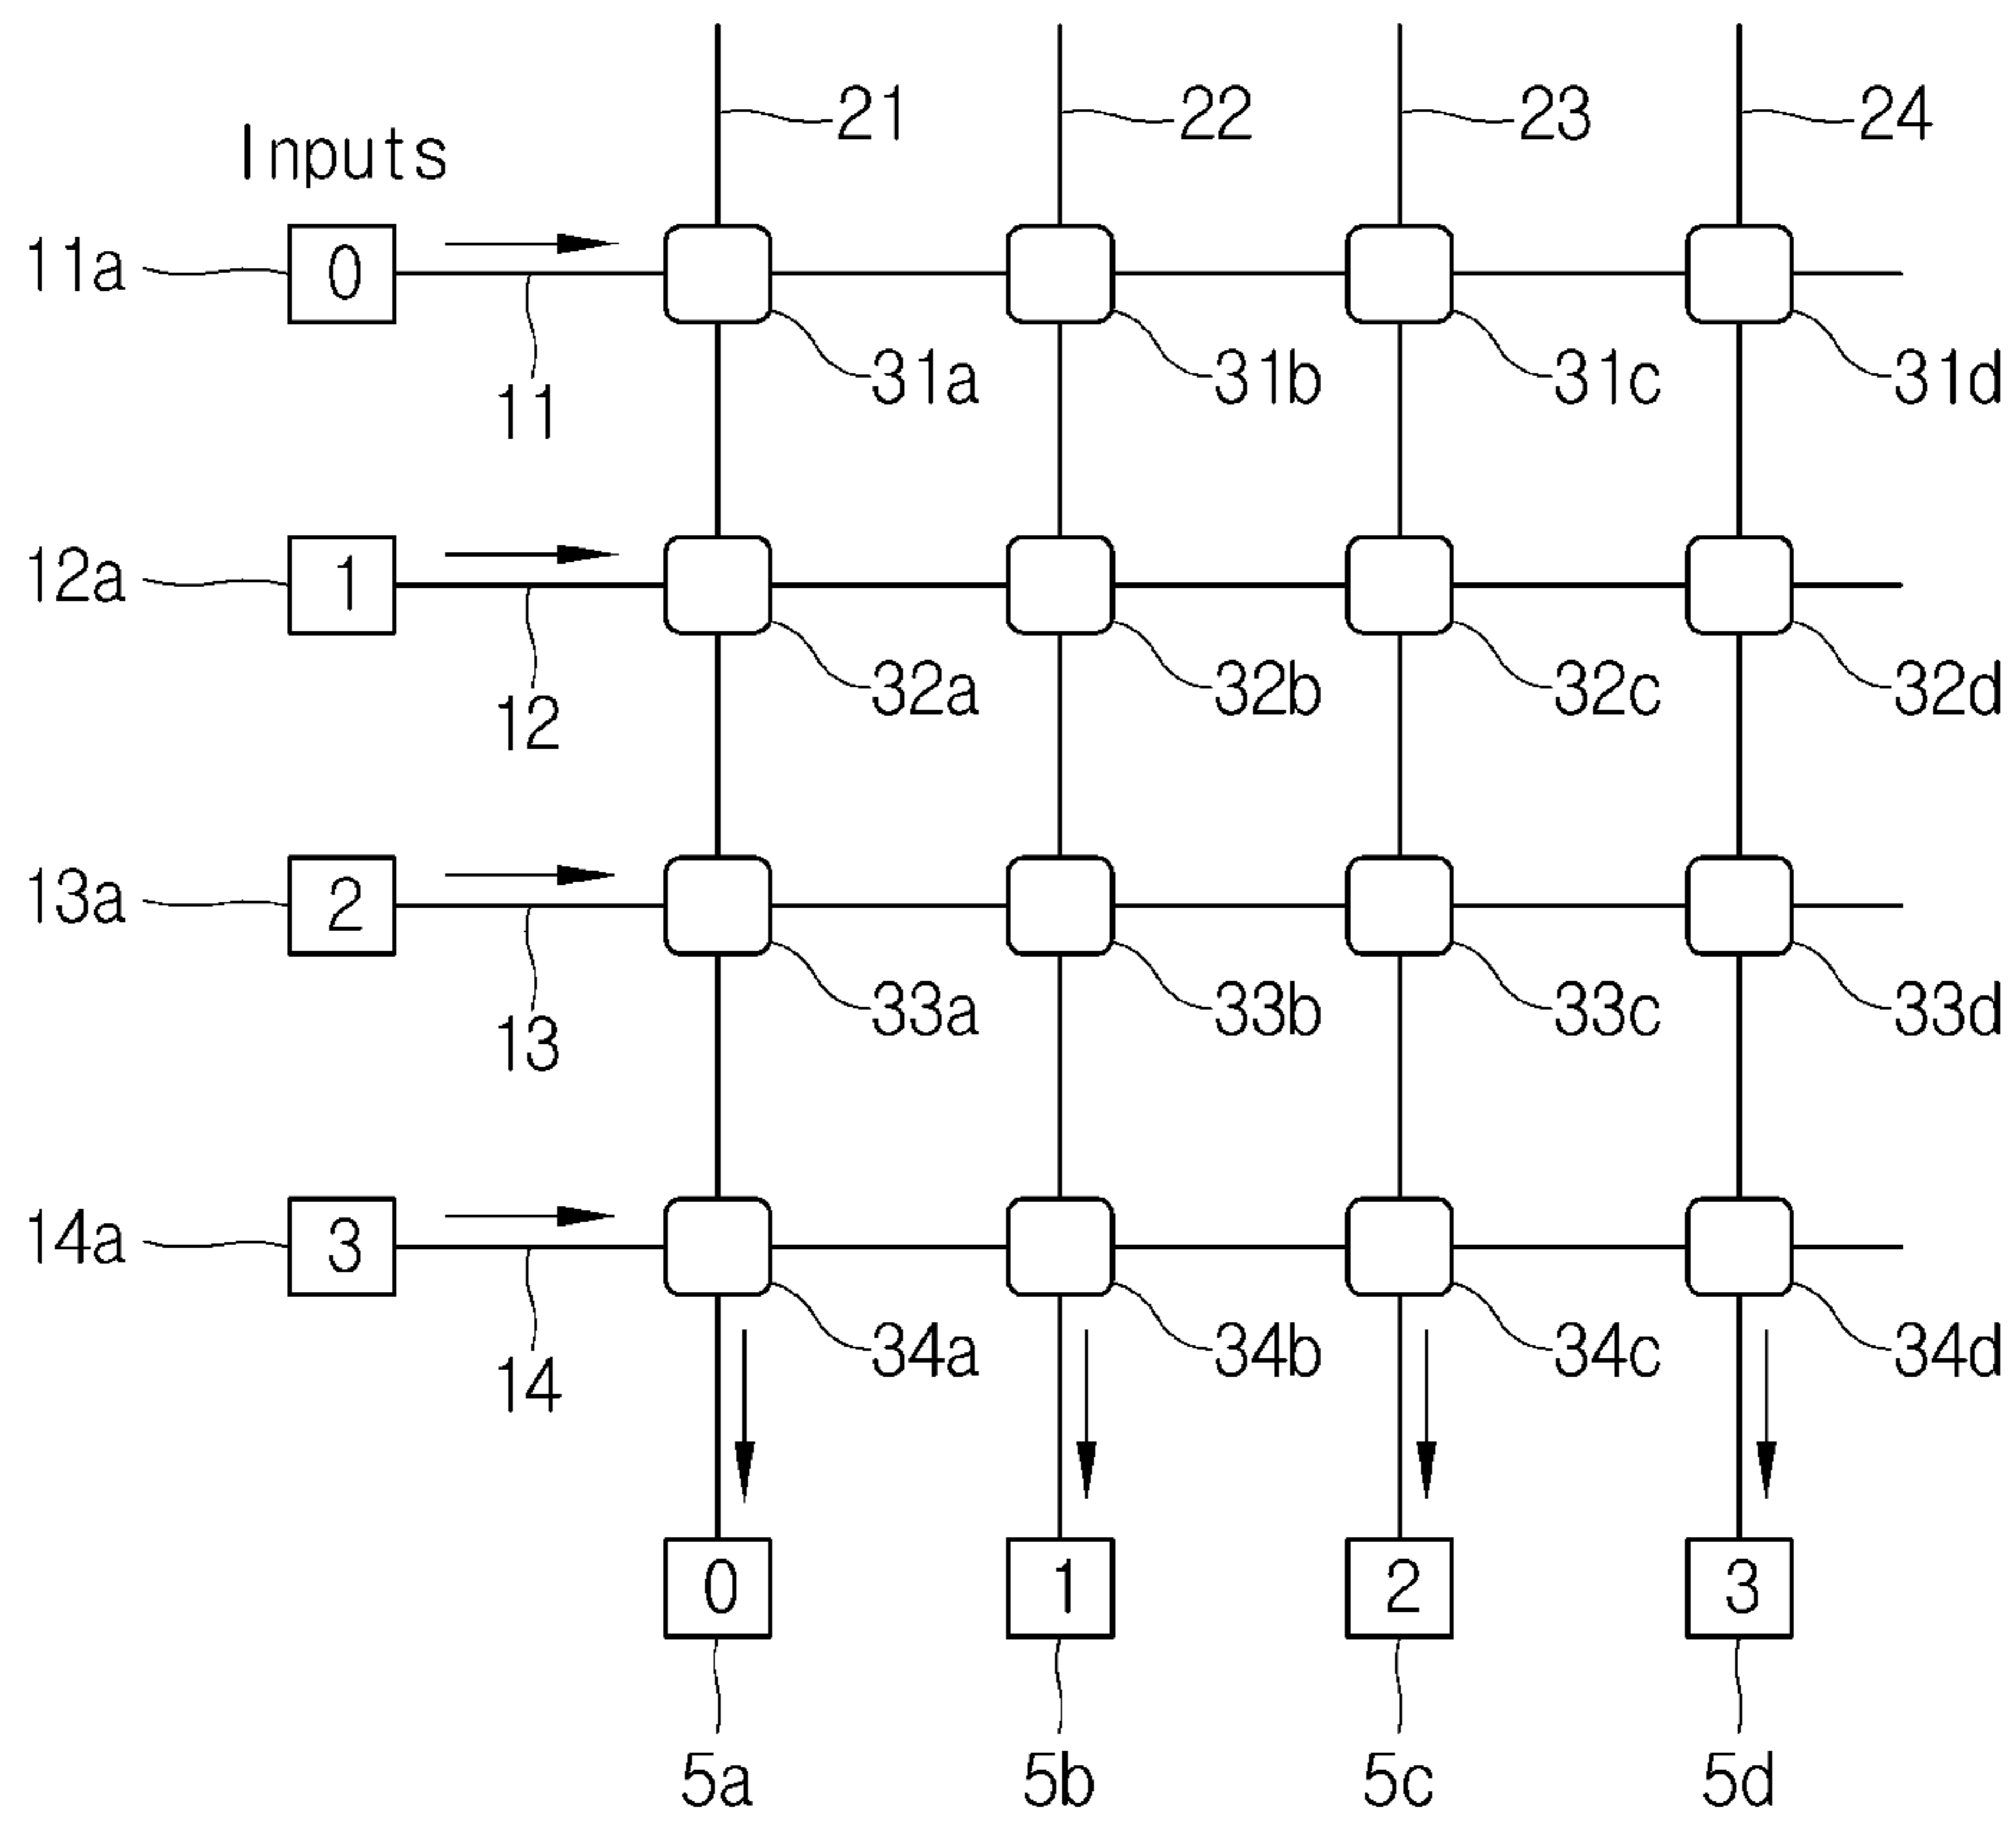 21 22 23 24
Inputs
11a 0
11 31a 31b 31c 31d
12a 1
12 32a 32b 32c 32d
13a 2
13 33a 33b 33c 33d
14a 3
14 34a 34b 34c 34d
0 1 2 3
5a 5b 5c 5d